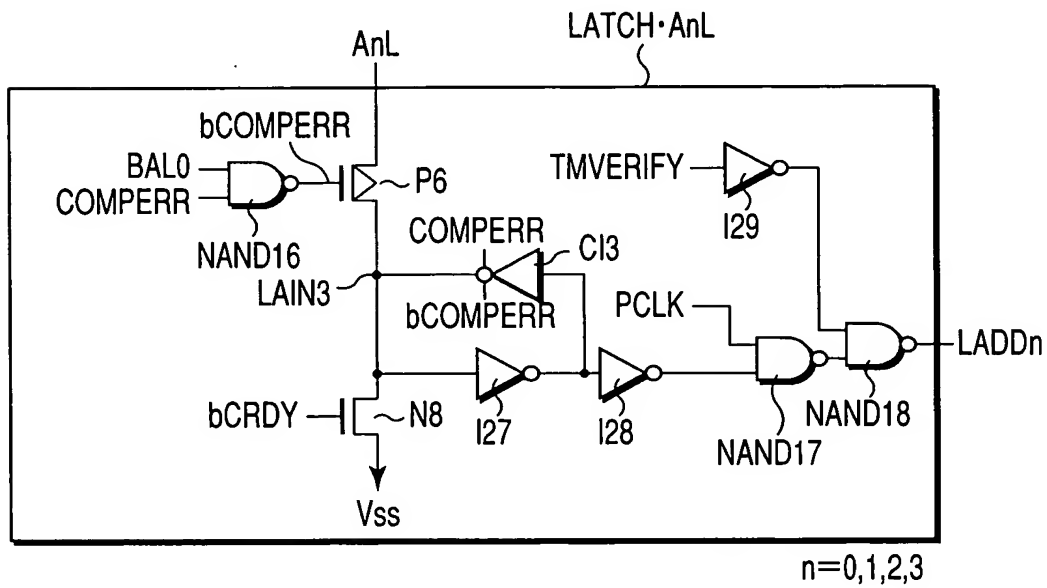 LATCH·AnL
AnL
bCOMPERR
BAL0
COMPERR
NAND16
P6
TMVERIFY
I29
COMPERR
CI3
LAIN3
bCOMPERR
PCLK
LADDn
bCRDY
N8
I27
I28
NAND17
NAND18
Vss
n=0,1,2,3